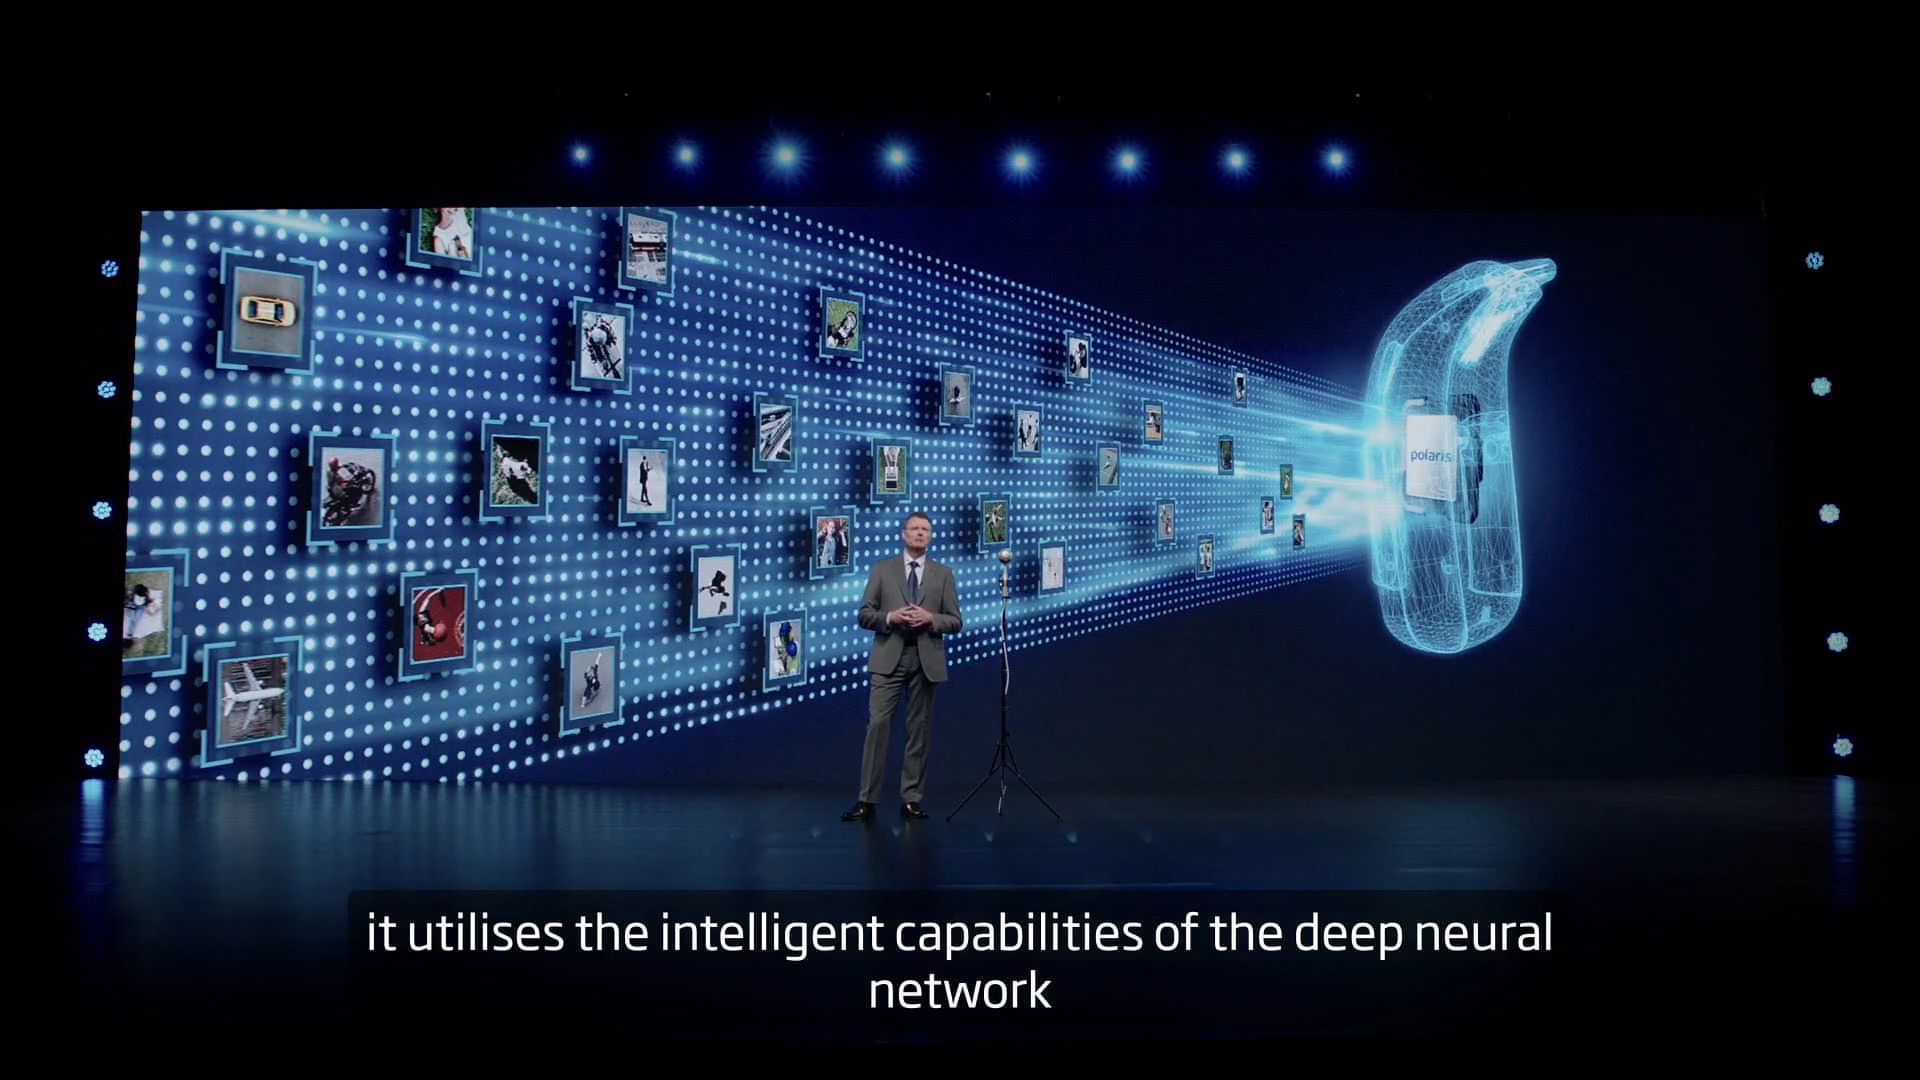 polaris
it utilises the intelligent capabilities of the deep neural
network